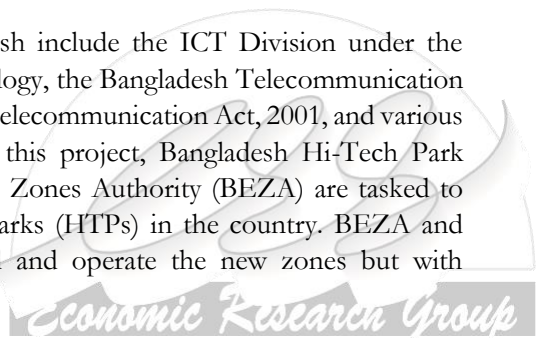 sh include the ICT Division under the
logy, the Bangladesh Telecommunication
elecommunication Act, 2001, and various
this project, Bangladesh Hi-Tech Park
Zones Authority (BEZA) are tasked to
arks (HTPs) in the country. BEZA and
and operate the new zones but with
Economic Research Group